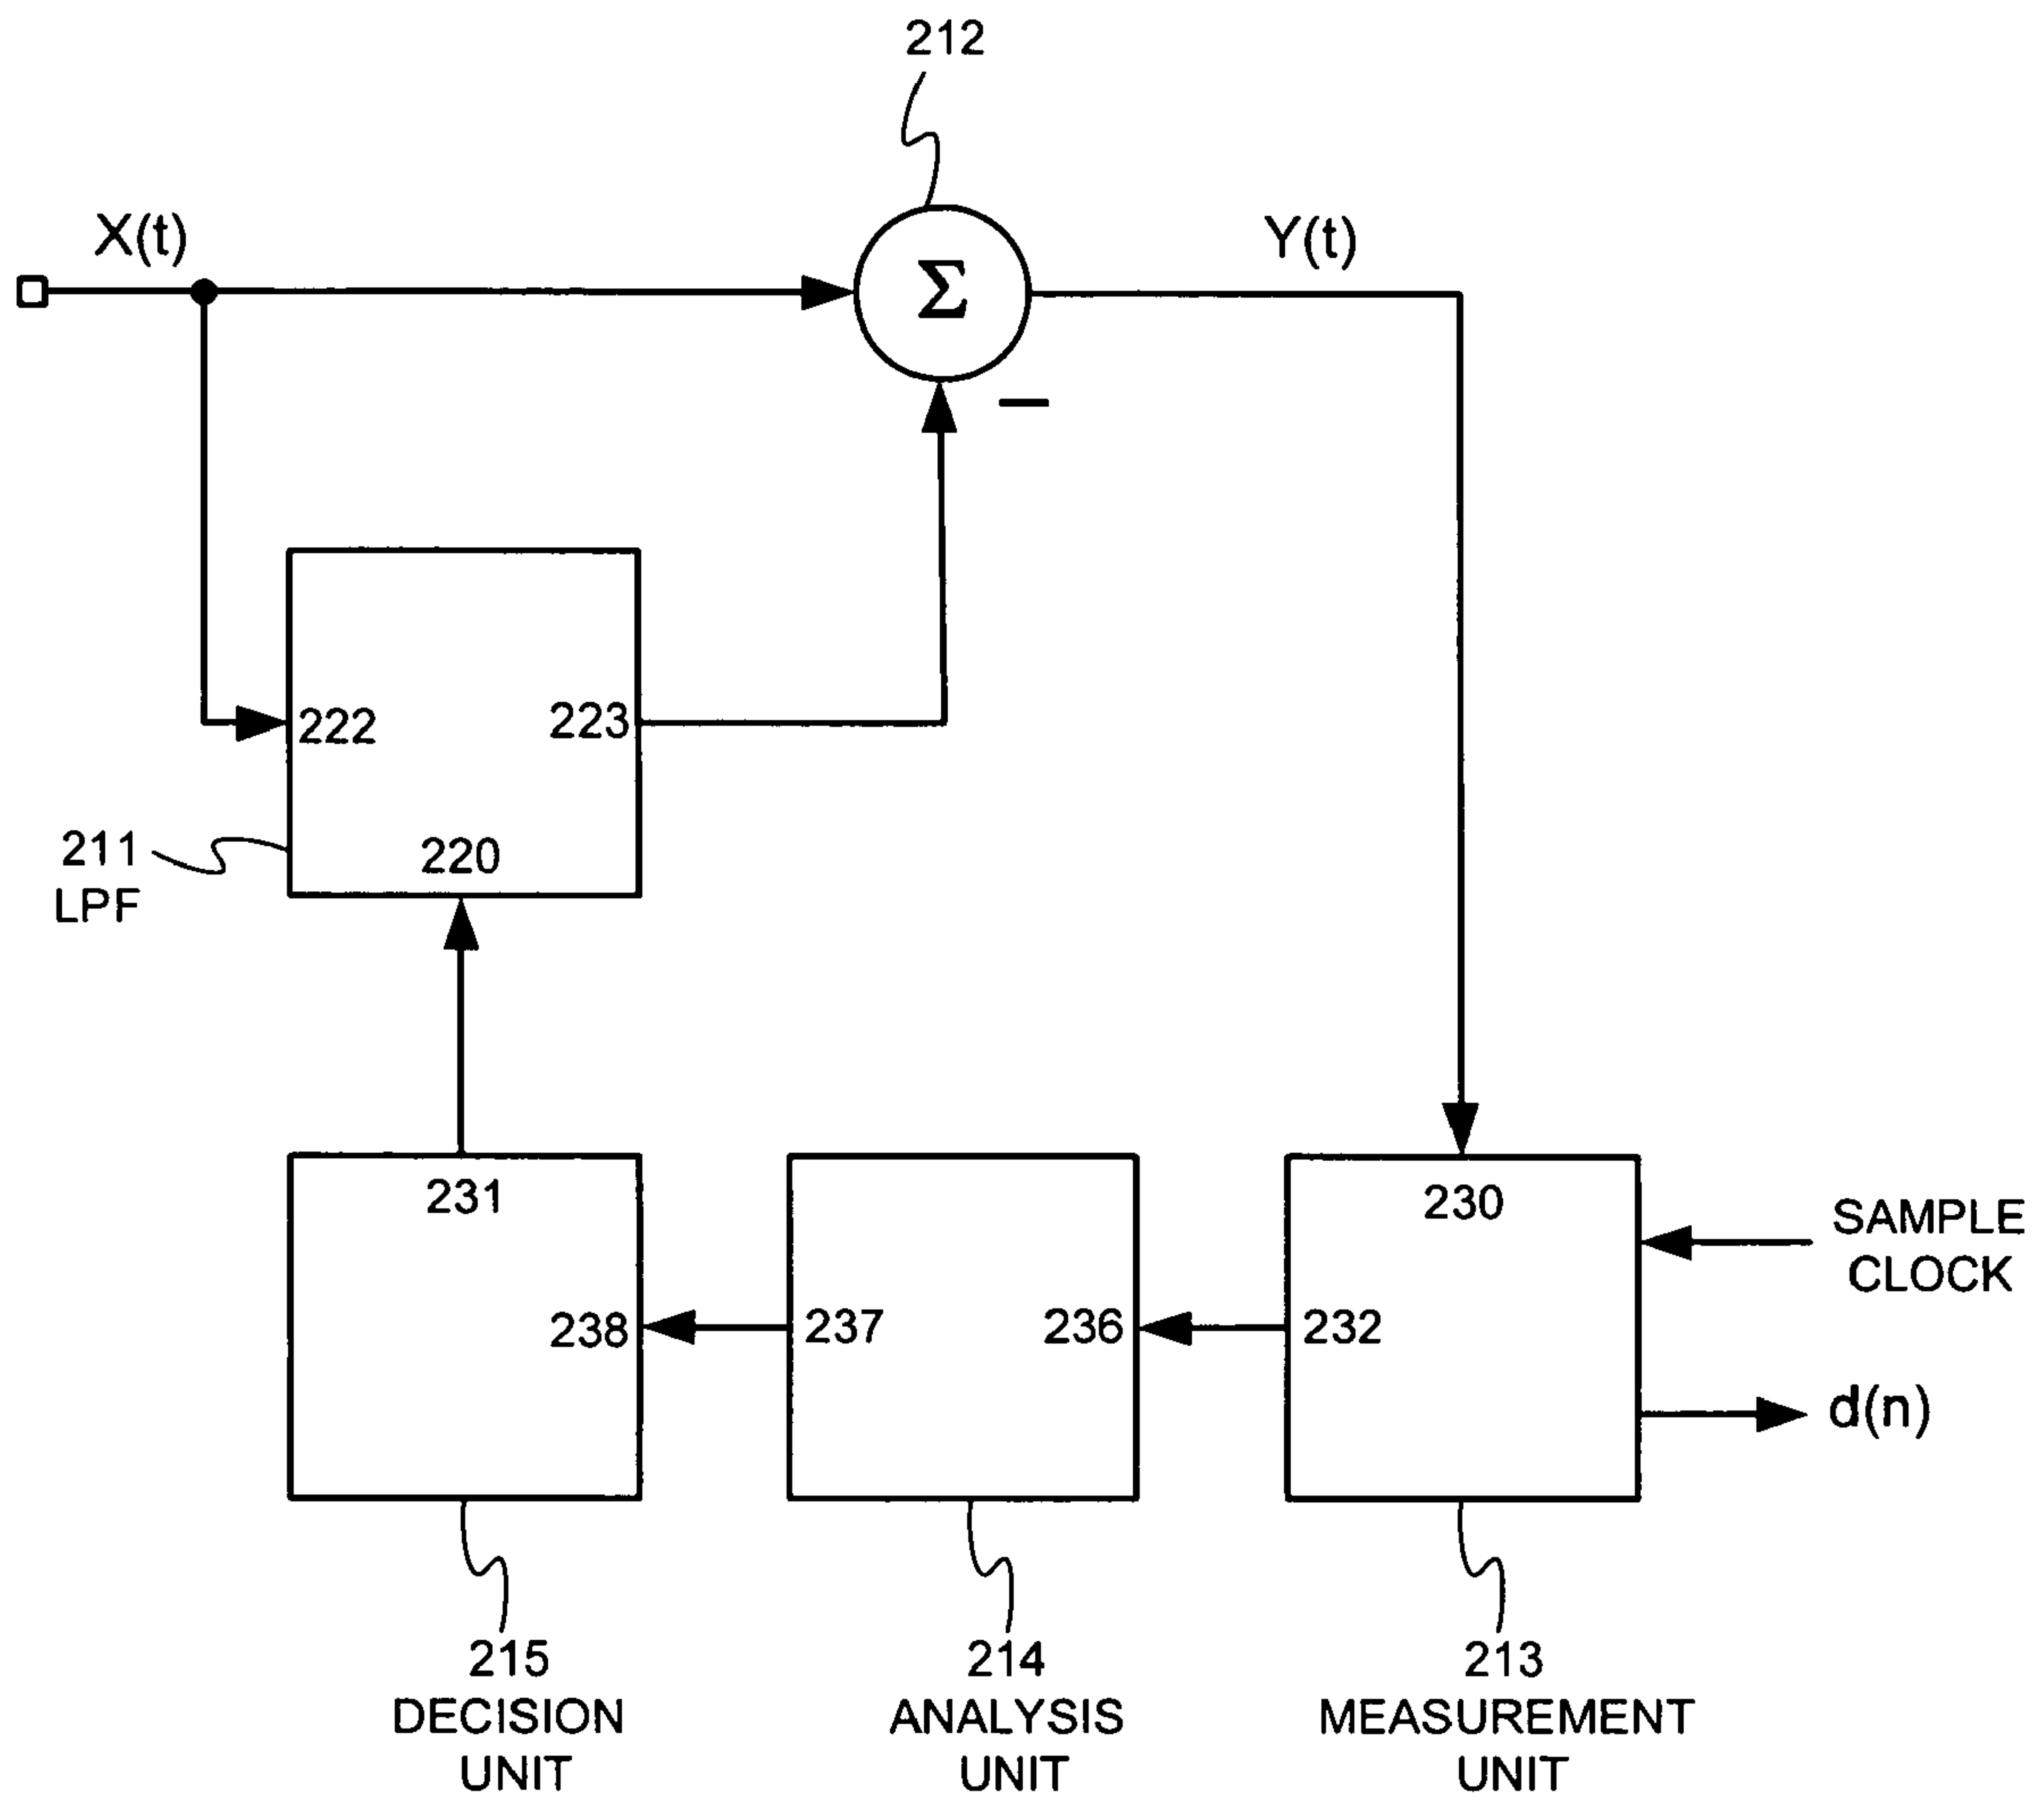 212
X(t)
Y(t)
Σ
–
222
223
211
LPF
220
231
230
SAMPLE
CLOCK
238
237
236
232
d(n)
215
DECISION
UNIT
214
ANALYSIS
UNIT
213
MEASUREMENT
UNIT